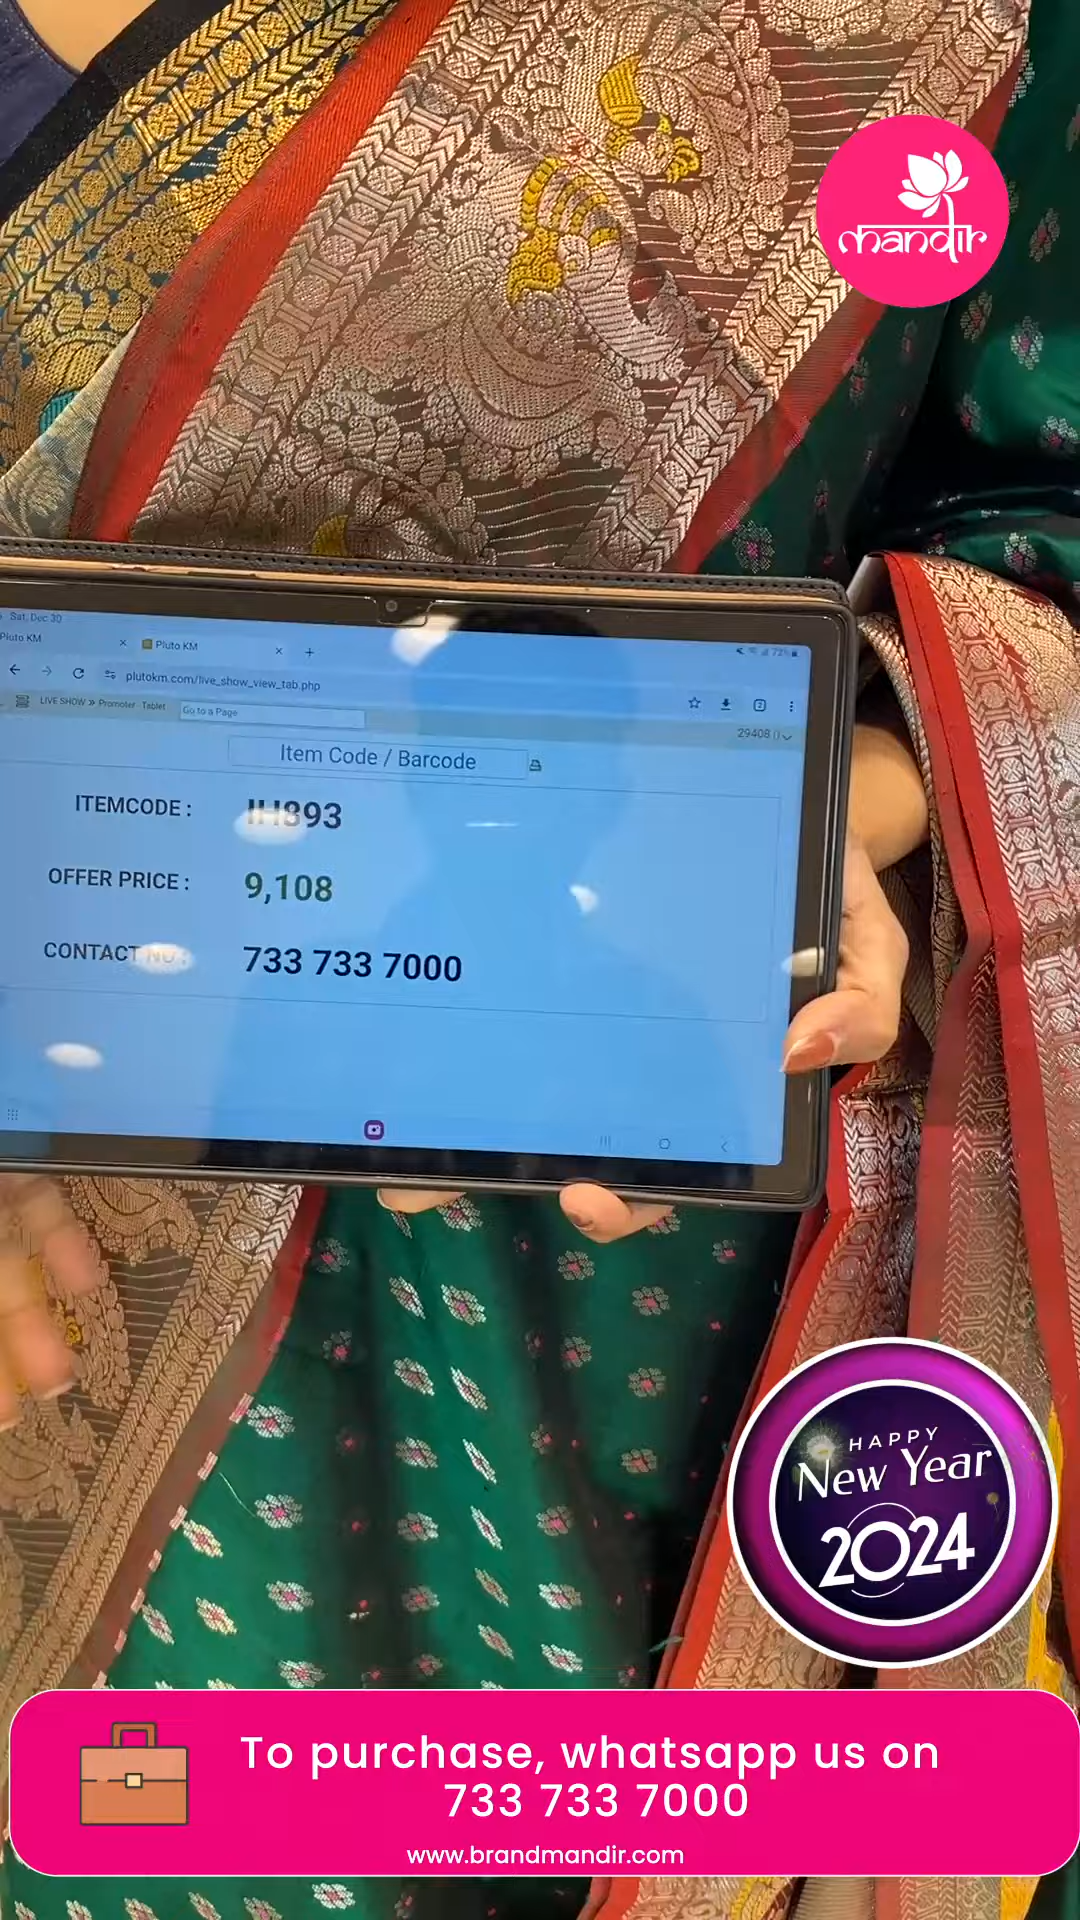 mandir
Sat, Dec 30
Pluto KM
Pluto KM
plutokm.com/live_show_view_tab.php
LIVE SHOW » Promoter Tablet
Go to a Page
29408 ()
Item Code / Barcode
ITEMCODE : IH893
OFFER PRICE : 9,108
CONTACT NO : 733 733 7000
HAPPY
New Year
2024
To purchase, whatsapp us on
733 733 7000
www.brandmandir.com